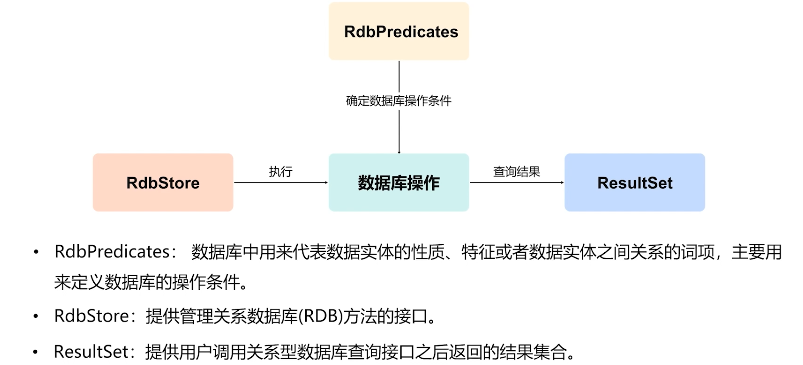 RdbPredicates
确定数据库操作条件
RdbStore
执行
数据库操作
查询结果
ResultSet
• RdbPredicates： 数据库中用来代表数据实体的性质、特征或者数据实体之间关系的词项，主要用
来定义数据库的操作条件。
• RdbStore：提供管理关系数据库(RDB)方法的接口。
• ResultSet：提供用户调用关系型数据库查询接口之后返回的结果集合。